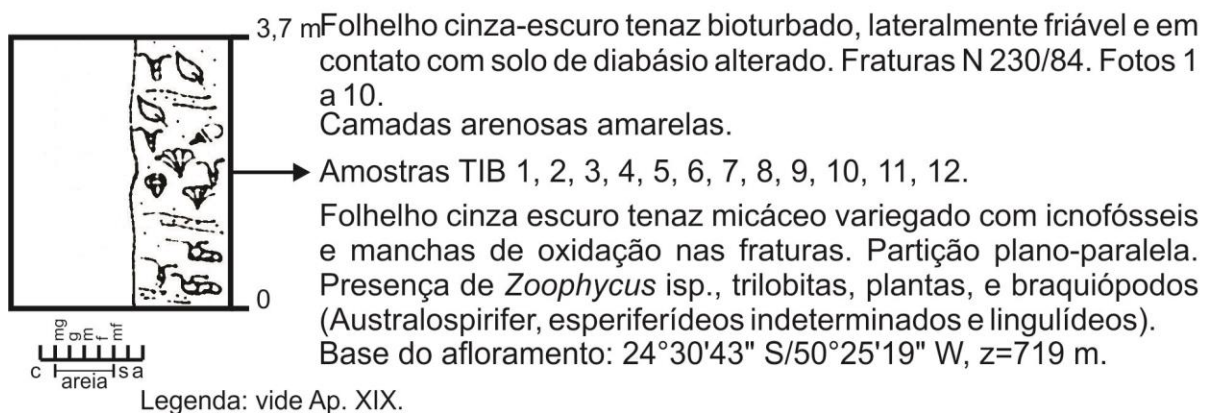 3,7 m
Folhelho cinza-escuro tenaz bioturbado, lateralmente friável e em
contato com solo de diabásio alterado. Fraturas N 230/84. Fotos 1
a 10.
Camadas arenosas amarelas.
Amostras TIB 1, 2, 3, 4, 5, 6, 7, 8, 9, 10, 11, 12.
Folhelho cinza escuro tenaz micáceo variegado com icnofósseis
e manchas de oxidação nas fraturas. Partição plano-paralela.
Presença de Zoophycus isp., trilobitas, plantas, e braquiópodos
(Australospirifer, esperiferídeos indeterminados e lingulídeos).
Base do afloramento: 24°30'43" S/50°25'19" W, z=719 m.
0
mg g m f mf
c areia s a
Legenda: vide Ap. XIX.